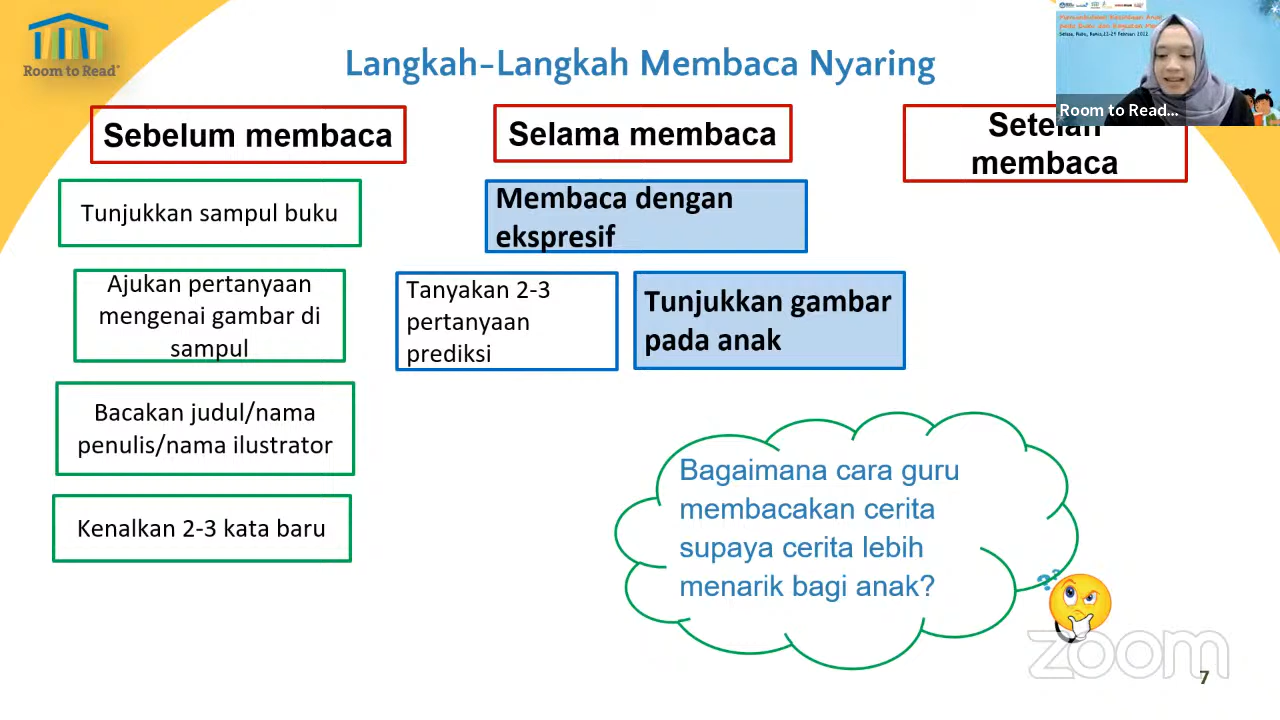 Room to Read
Langkah-Langkah Membaca Nyaring
Sebelum membaca
Tunjukkan sampul buku
Ajukan pertanyaan
mengenai gambar di
sampul
Bacakan judul/nama
penulis/nama ilustrator
Kenalkan 2-3 kata baru
Selama membaca
Membaca dengan
ekspresif
Tanyakan 2-3
pertanyaan
prediksi
Tunjukkan gambar
pada anak
Setelah
membaca
Bagaimana cara guru
membacakan cerita
supaya cerita lebih
menarik bagi anak?
Room to Read...
zoom
7